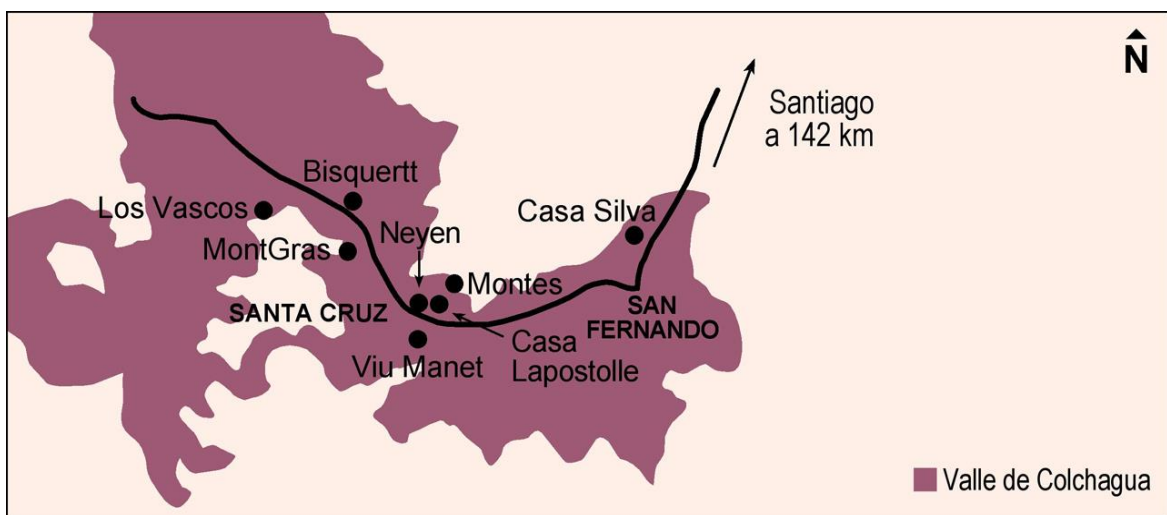 N
Santiago
a 142 km
Bisquertt
Los Vascos
Casa Silva
Neyen
MontGras
Montes
SANTA CRUZ
SAN
FERNANDO
Casa
Lapostolle
Viu Manet
Valle de Colchagua